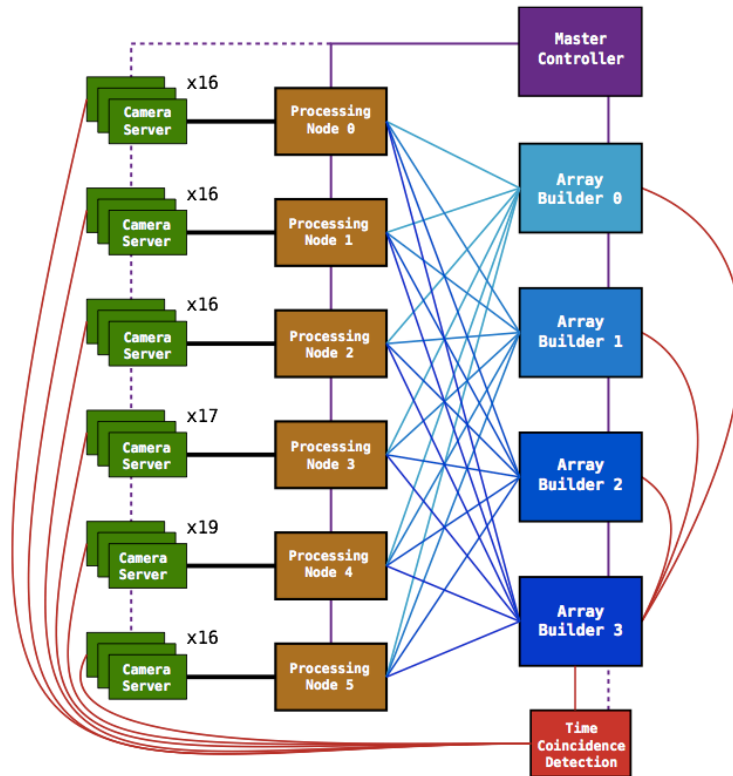 Master
Controller
x16
Camera
Server
Processing
Node 0
Array
Builder 0
x16
Camera
Server
Processing
Node 1
Array
Builder 1
x16
Camera
Server
Processing
Node 2
x17
Camera
Server
Processing
Node 3
Array
Builder 2
x19
Camera
Server
Processing
Node 4
Array
Builder 3
x16
Camera
Server
Processing
Node 5
Time
Coincidence
Detection